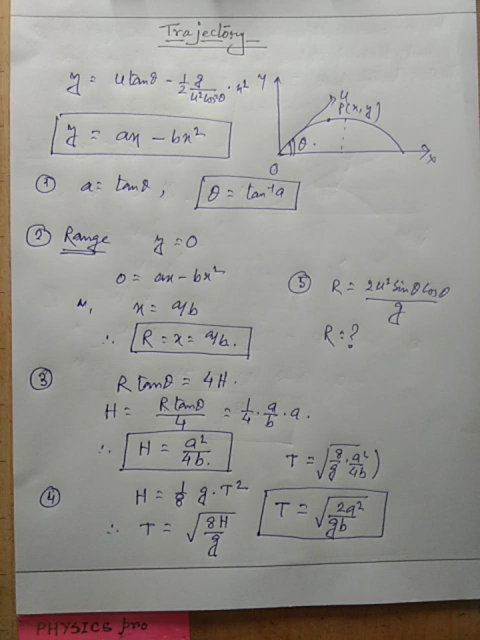 Trajectory
y = x tanθ - 1/2 g/u²cos²θ · x²
y = ax - bx²
Y
u
P(x, y)
θ
O
x
① a = tanθ, θ = tan⁻¹a
② Range y = 0
0 = ax - bx²
x = a/b
∴ R = x = a/b.
③ R tanθ = 4H.
H = R tanθ/4 = 1/4 · a/b · a.
∴ H = a²/4b.
④ H = 1/8 g · T²
∴ T = √(8H/g)
T = √(8/g · a²/4b)
T = √(2a²/gb)
⑤ R = 2u² sinθ cosθ/g
R = ?
PHYSICS pro